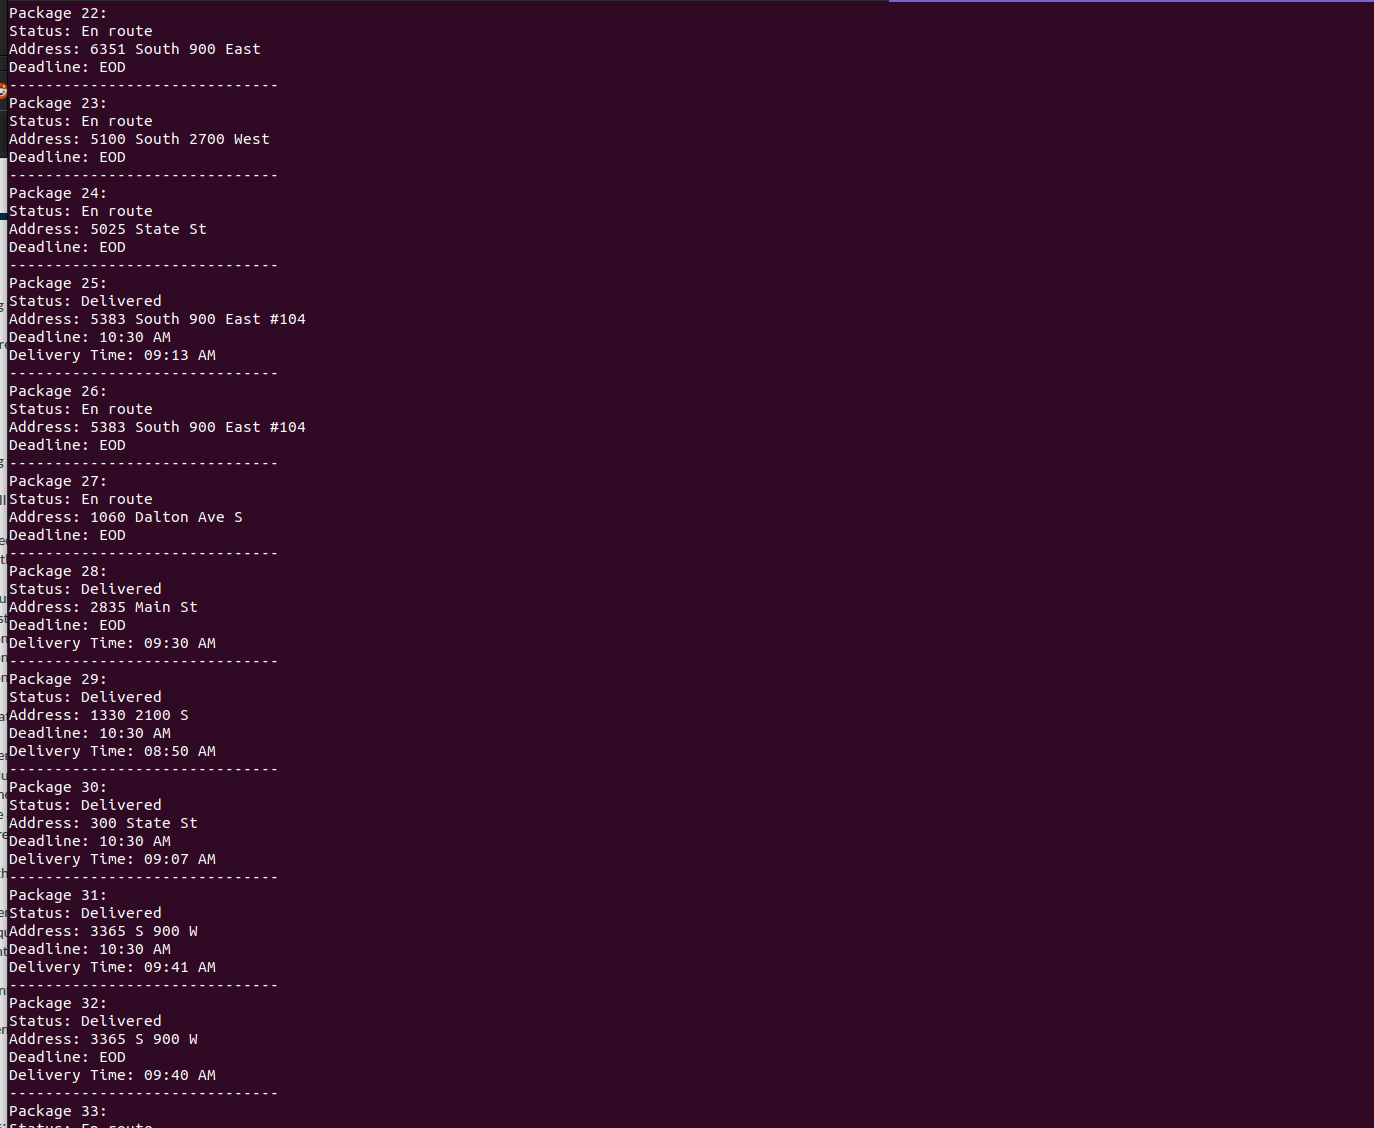 Package 22:
Status: En route
Address: 6351 South 900 East
Deadline: EOD
------------------------------
Package 23:
Status: En route
Address: 5100 South 2700 West
Deadline: EOD
------------------------------
Package 24:
Status: En route
Address: 5025 State St
Deadline: EOD
------------------------------
Package 25:
Status: Delivered
Address: 5383 South 900 East #104
Deadline: 10:30 AM
Delivery Time: 09:13 AM
------------------------------
Package 26:
Status: En route
Address: 5383 South 900 East #104
Deadline: EOD
------------------------------
Package 27:
Status: En route
Address: 1060 Dalton Ave S
Deadline: EOD
------------------------------
Package 28:
Status: Delivered
Address: 2835 Main St
Deadline: EOD
Delivery Time: 09:30 AM
------------------------------
Package 29:
Status: Delivered
Address: 1330 2100 S
Deadline: 10:30 AM
Delivery Time: 08:50 AM
------------------------------
Package 30:
Status: Delivered
Address: 300 State St
Deadline: 10:30 AM
Delivery Time: 09:07 AM
------------------------------
Package 31:
Status: Delivered
Address: 3365 S 900 W
Deadline: 10:30 AM
Delivery Time: 09:41 AM
------------------------------
Package 32:
Status: Delivered
Address: 3365 S 900 W
Deadline: EOD
Delivery Time: 09:40 AM
------------------------------
Package 33:
Status: En route